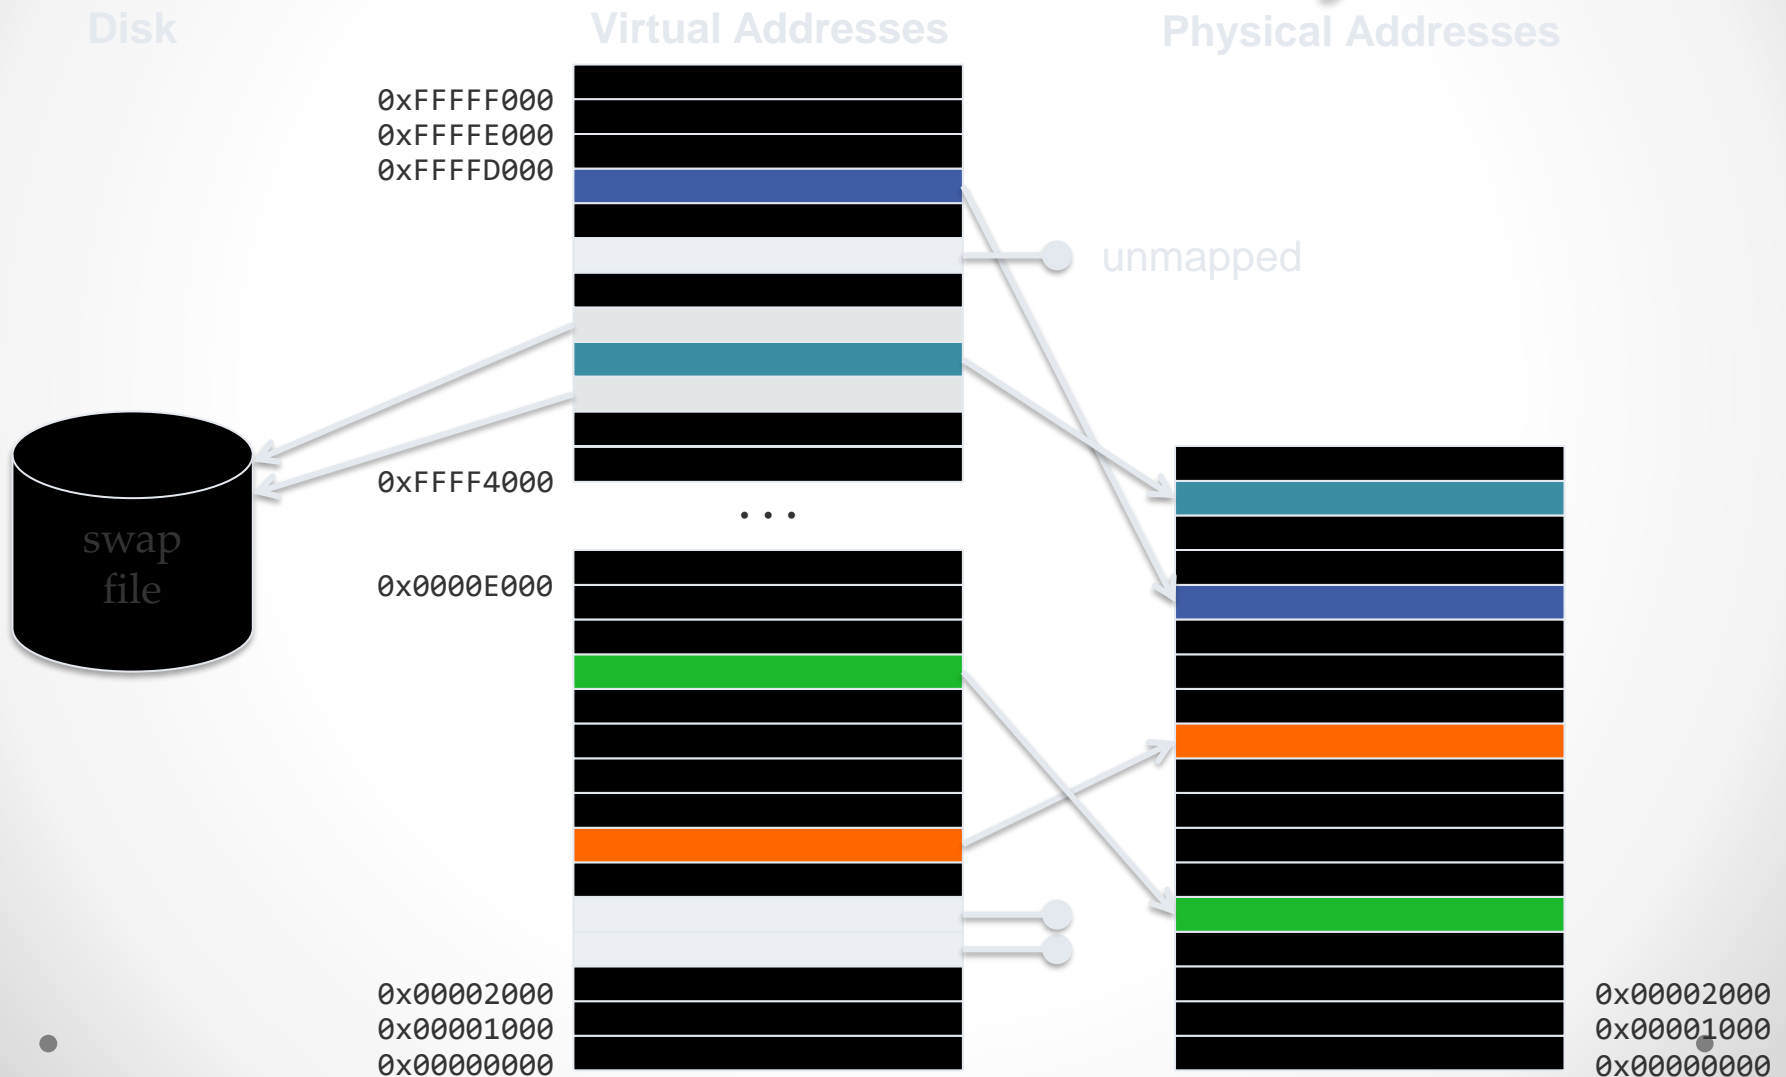 Disk
Virtual Addresses
Physical Addresses
0xFFFFF000
0xFFFFE000
0xFFFFD000
unmapped
0xFFFF4000
...
swap
file
0x0000E000
0x00002000
0x00001000
0x00000000
0x00002000
0x00001000
0x00000000